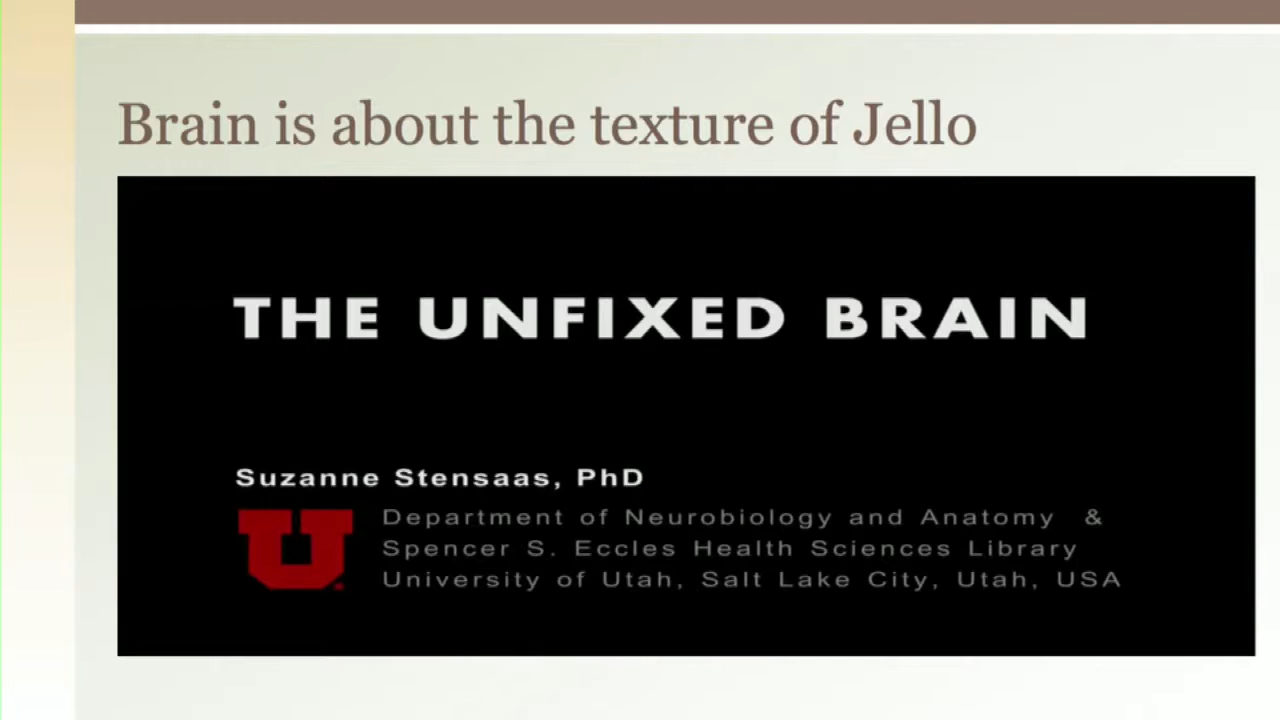 Brain is about the texture of Jello
THE UNFIXED BRAIN
Suzanne Stensaas, PhD
U
Department of Neurobiology and Anatomy &
Spencer S. Eccles Health Sciences Library
University of Utah, Salt Lake City, Utah, USA